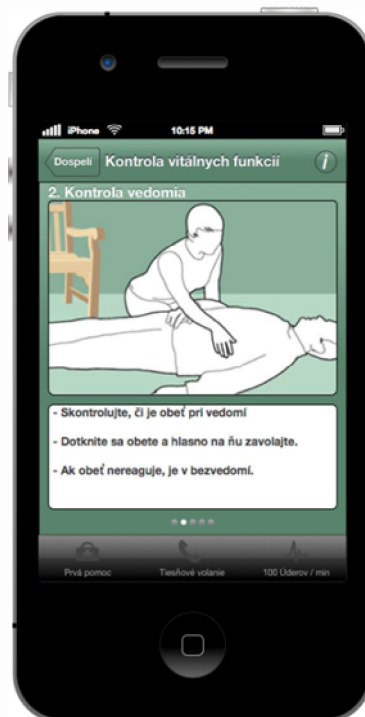 iPhone 10:15 PM
Dospelí Kontrola vitálnych funkcií i
2. Kontrola vedomia
- Skontrolujte, či je obeť pri vedomí
- Dotknite sa obete a hlasno na ňu zavolajte.
- Ak obeť nereaguje, je v bezvedomí.
Prvá pomoc Tiesňové volanie 100 Úderov / min